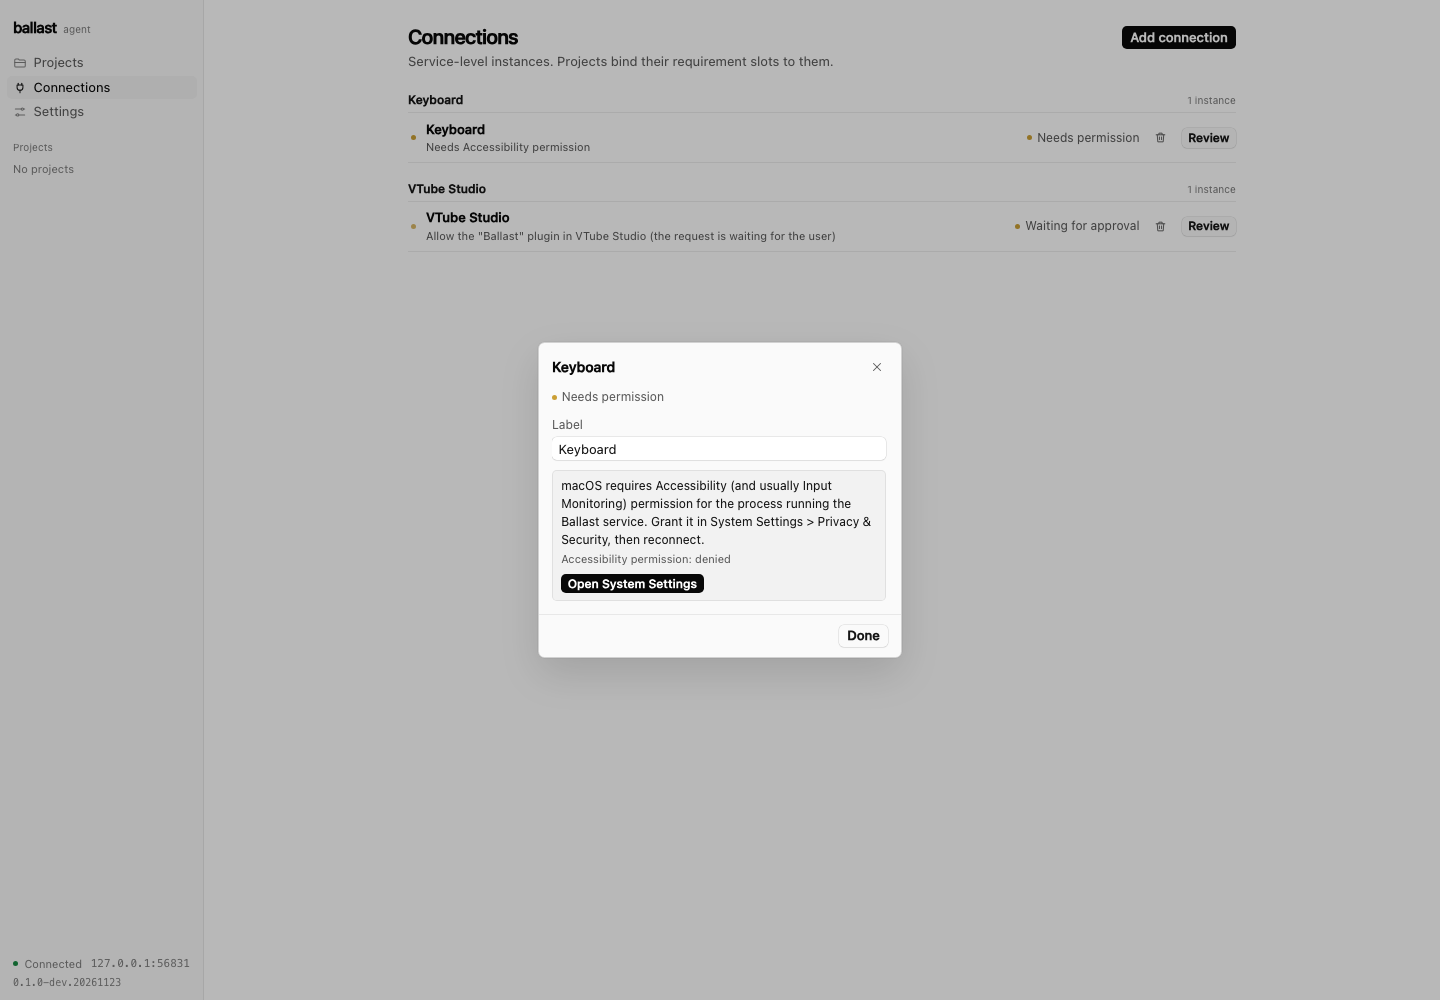 ballast agent
Projects
Connections
Settings
Projects
No projects
Connected 127.0.0.1:56831
0.1.0-dev.20261123
Connections
Add connection
Service-level instances. Projects bind their requirement slots to them.
Keyboard
1 instance
Keyboard
Needs Accessibility permission
Needs permission
Review
VTube Studio
1 instance
VTube Studio
Allow the "Ballast" plugin in VTube Studio (the request is waiting for the user)
Waiting for approval
Review
Keyboard
Needs permission
Label
Keyboard
macOS requires Accessibility (and usually Input
Monitoring) permission for the process running the
Ballast service. Grant it in System Settings > Privacy &
Security, then reconnect.
Accessibility permission: denied
Open System Settings
Done